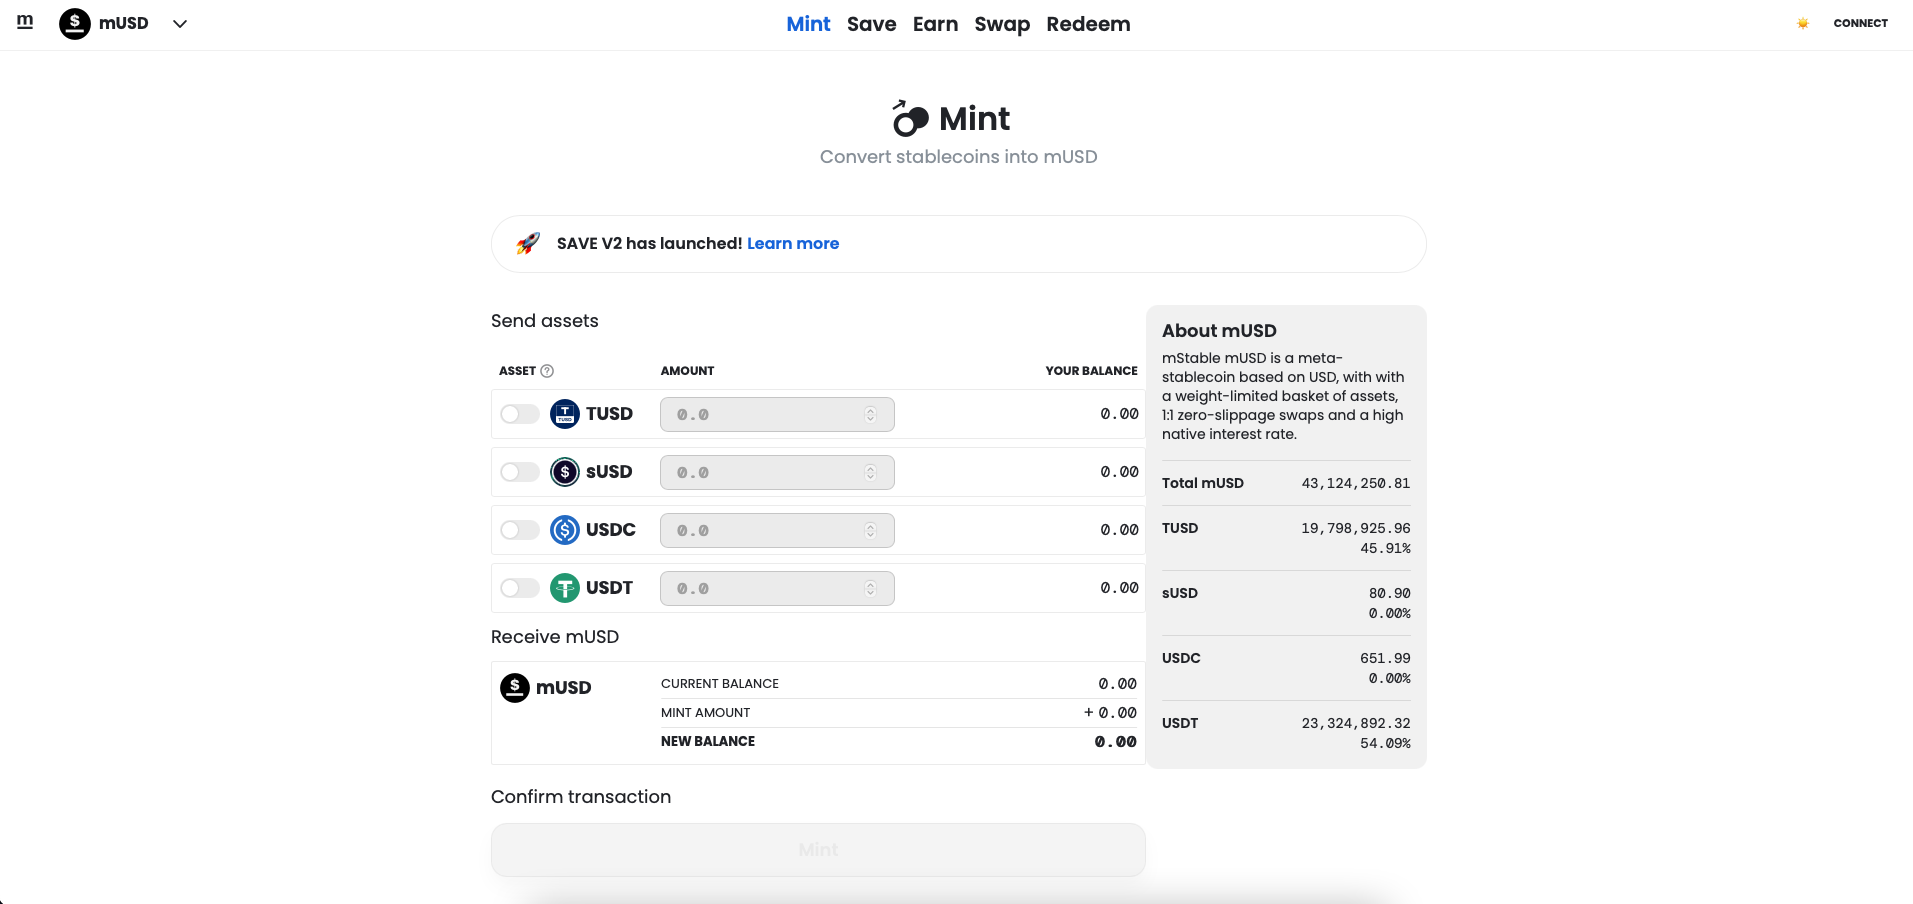 m
mUSD
Mint Save Earn Swap Redeem
CONNECT
Mint
Convert stablecoins into mUSD
SAVE V2 has launched! Learn more
Send assets
ASSET ? AMOUNT YOUR BALANCE
TUSD 0.0 0.00
sUSD 0.0 0.00
USDC 0.0 0.00
USDT 0.0 0.00
Receive mUSD
mUSD
CURRENT BALANCE 0.00
MINT AMOUNT + 0.00
NEW BALANCE 0.00
Confirm transaction
Mint
About mUSD
mStable mUSD is a meta-
stablecoin based on USD, with with
a weight-limited basket of assets,
1:1 zero-slippage swaps and a high
native interest rate.
Total mUSD 43,124,250.81
TUSD 19,798,925.96
45.91%
sUSD 80.90
0.00%
USDC 651.99
0.00%
USDT 23,324,892.32
54.09%